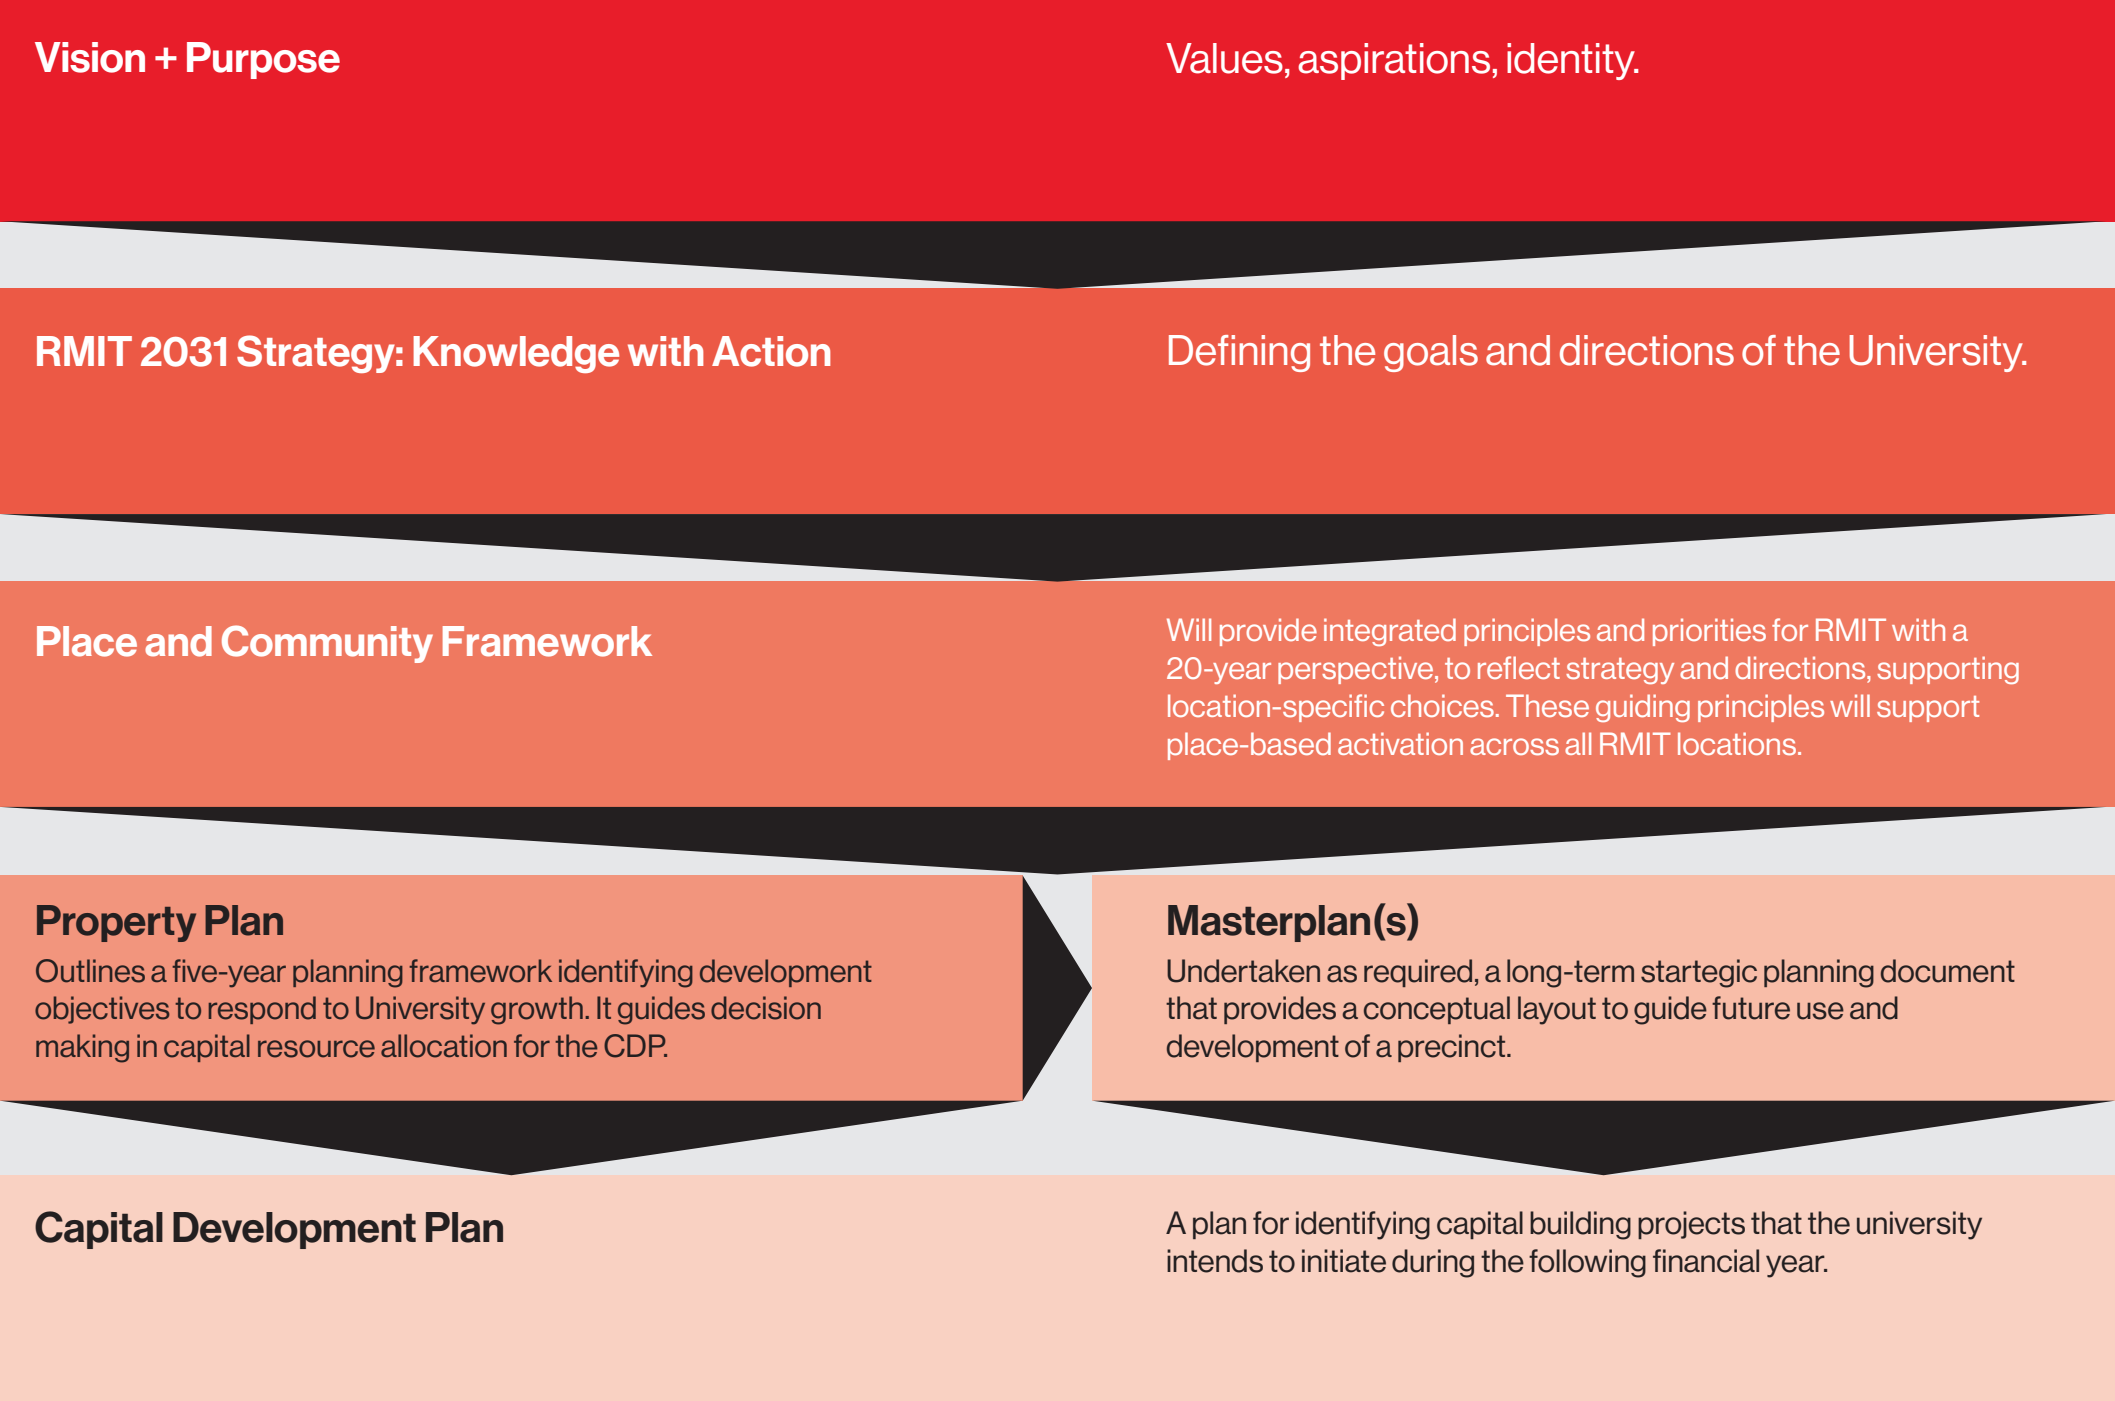 Vision + Purpose
Values, aspirations, identity.
RMIT 2031 Strategy: Knowledge with Action
Defining the goals and directions of the University.
Place and Community Framework
Will provide integrated principles and priorities for RMIT with a
20-year perspective, to reflect strategy and directions, supporting
location-specific choices. These guiding principles will support
place-based activation across all RMIT locations.
Property Plan
Outlines a five-year planning framework identifying development
objectives to respond to University growth. It guides decision
making in capital resource allocation for the CDP.
Masterplan(s)
Undertaken as required, a long-term startegic planning document
that provides a conceptual layout to guide future use and
development of a precinct.
Capital Development Plan
A plan for identifying capital building projects that the university
intends to initiate during the following financial year.